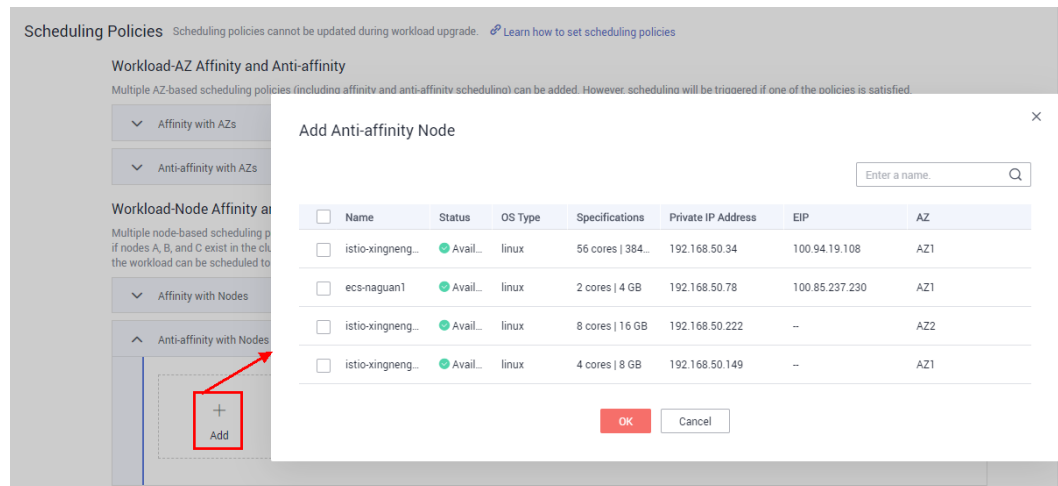 Scheduling Policies Scheduling policies cannot be updated during workload upgrade. Learn how to set scheduling policies
Workload-AZ Affinity and Anti-affinity
Multiple AZ-based scheduling policies (including affinity and anti-affinity scheduling) can be added. However, scheduling will be triggered if one of the policies is satisfied.
Affinity with AZs
Anti-affinity with AZs
Workload-Node Affinity a
Multiple node-based scheduling p
if nodes A, B, and C exist in the clu
the workload can be scheduled to
Affinity with Nodes
Anti-affinity with Nodes
+
Add
Add Anti-affinity Node
Enter a name.
Name Status OS Type Specifications Private IP Address EIP AZ
istio-xingneng... Avail... linux 56 cores | 384... 192.168.50.34 100.94.19.108 AZ1
ecs-naguan1 Avail... linux 2 cores | 4 GB 192.168.50.78 100.85.237.230 AZ1
istio-xingneng... Avail... linux 8 cores | 16 GB 192.168.50.222 -- AZ2
istio-xingneng... Avail... linux 4 cores | 8 GB 192.168.50.149 -- AZ1
OK Cancel